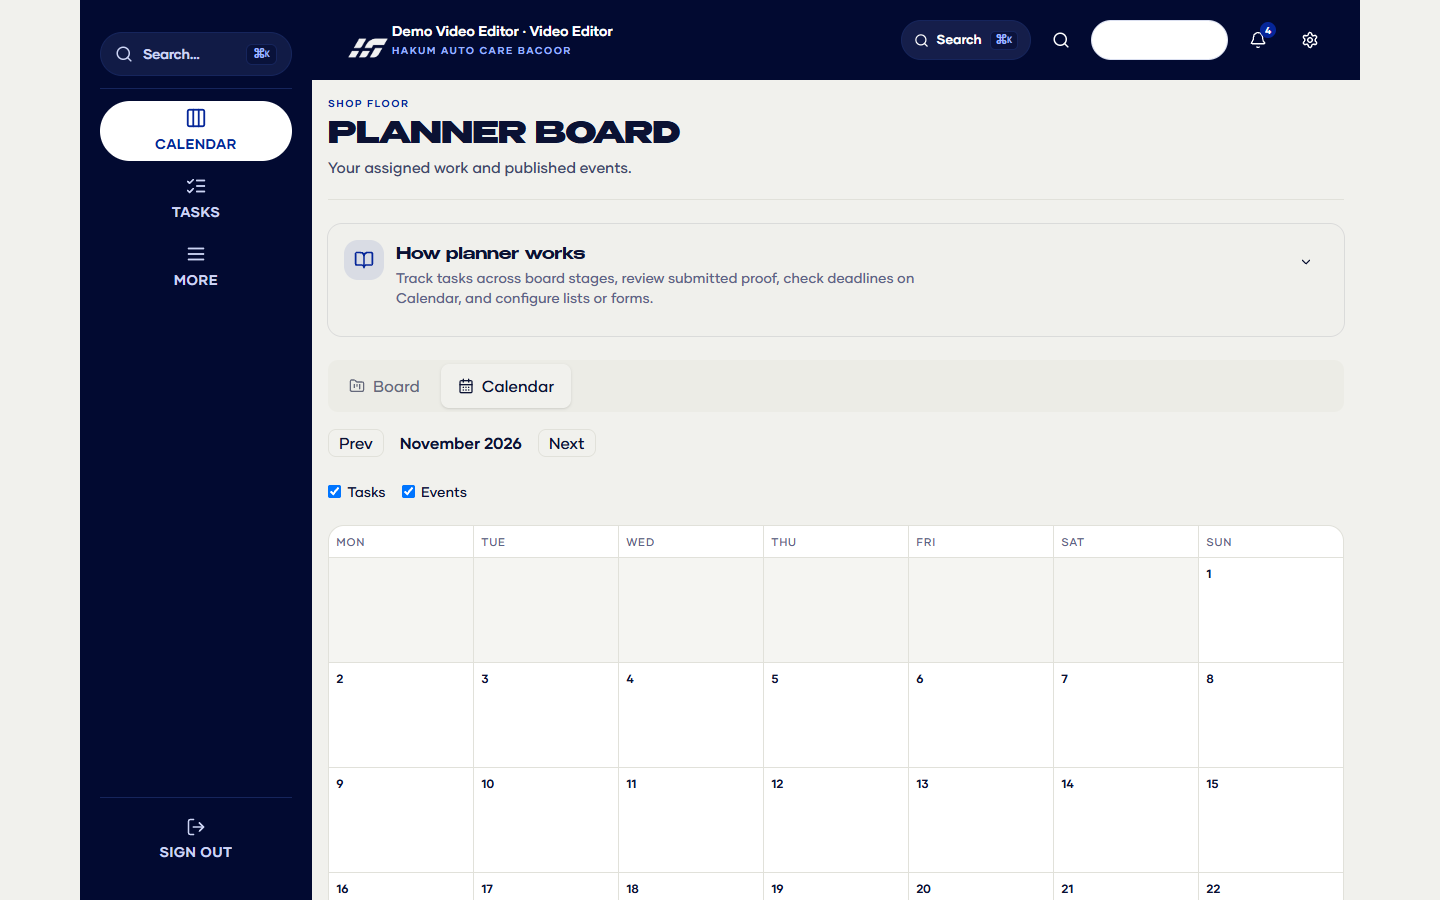 Search...
⌘K
CALENDAR
TASKS
MORE
SIGN OUT
Demo Video Editor · Video Editor
HAKUM AUTO CARE BACOOR
Search ⌘K
4
SHOP FLOOR
PLANNER BOARD
Your assigned work and published events.
How planner works
Track tasks across board stages, review submitted proof, check deadlines on
Calendar, and configure lists or forms.
Board
Calendar
Prev
November 2026
Next
Tasks
Events
MON TUE WED THU FRI SAT SUN
1
2 3 4 5 6 7 8
9 10 11 12 13 14 15
16 17 18 19 20 21 22